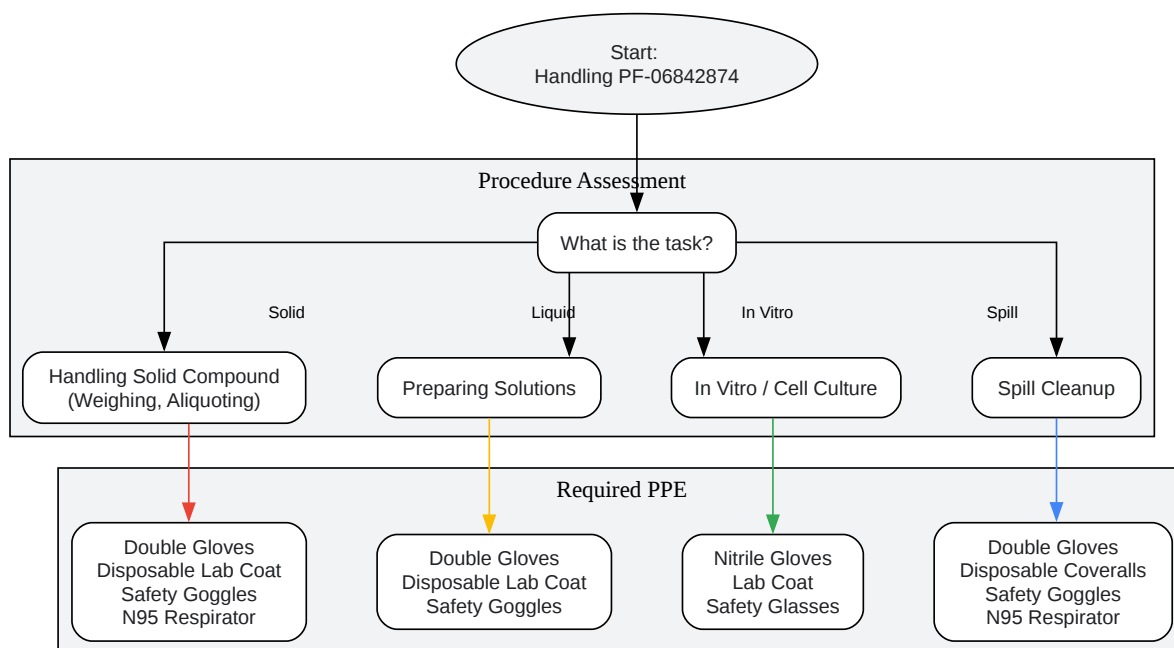 Start:
Handling PF-06842874
Procedure Assessment
What is the task?
Solid
Liquid
In Vitro
Spill
Handling Solid Compound
(Weighing, Aliquoting)
Preparing Solutions
In Vitro / Cell Culture
Spill Cleanup
Required PPE
Double Gloves
Disposable Lab Coat
Safety Goggles
N95 Respirator
Double Gloves
Disposable Lab Coat
Safety Goggles
Nitrile Gloves
Lab Coat
Safety Glasses
Double Gloves
Disposable Coveralls
Safety Goggles
N95 Respirator